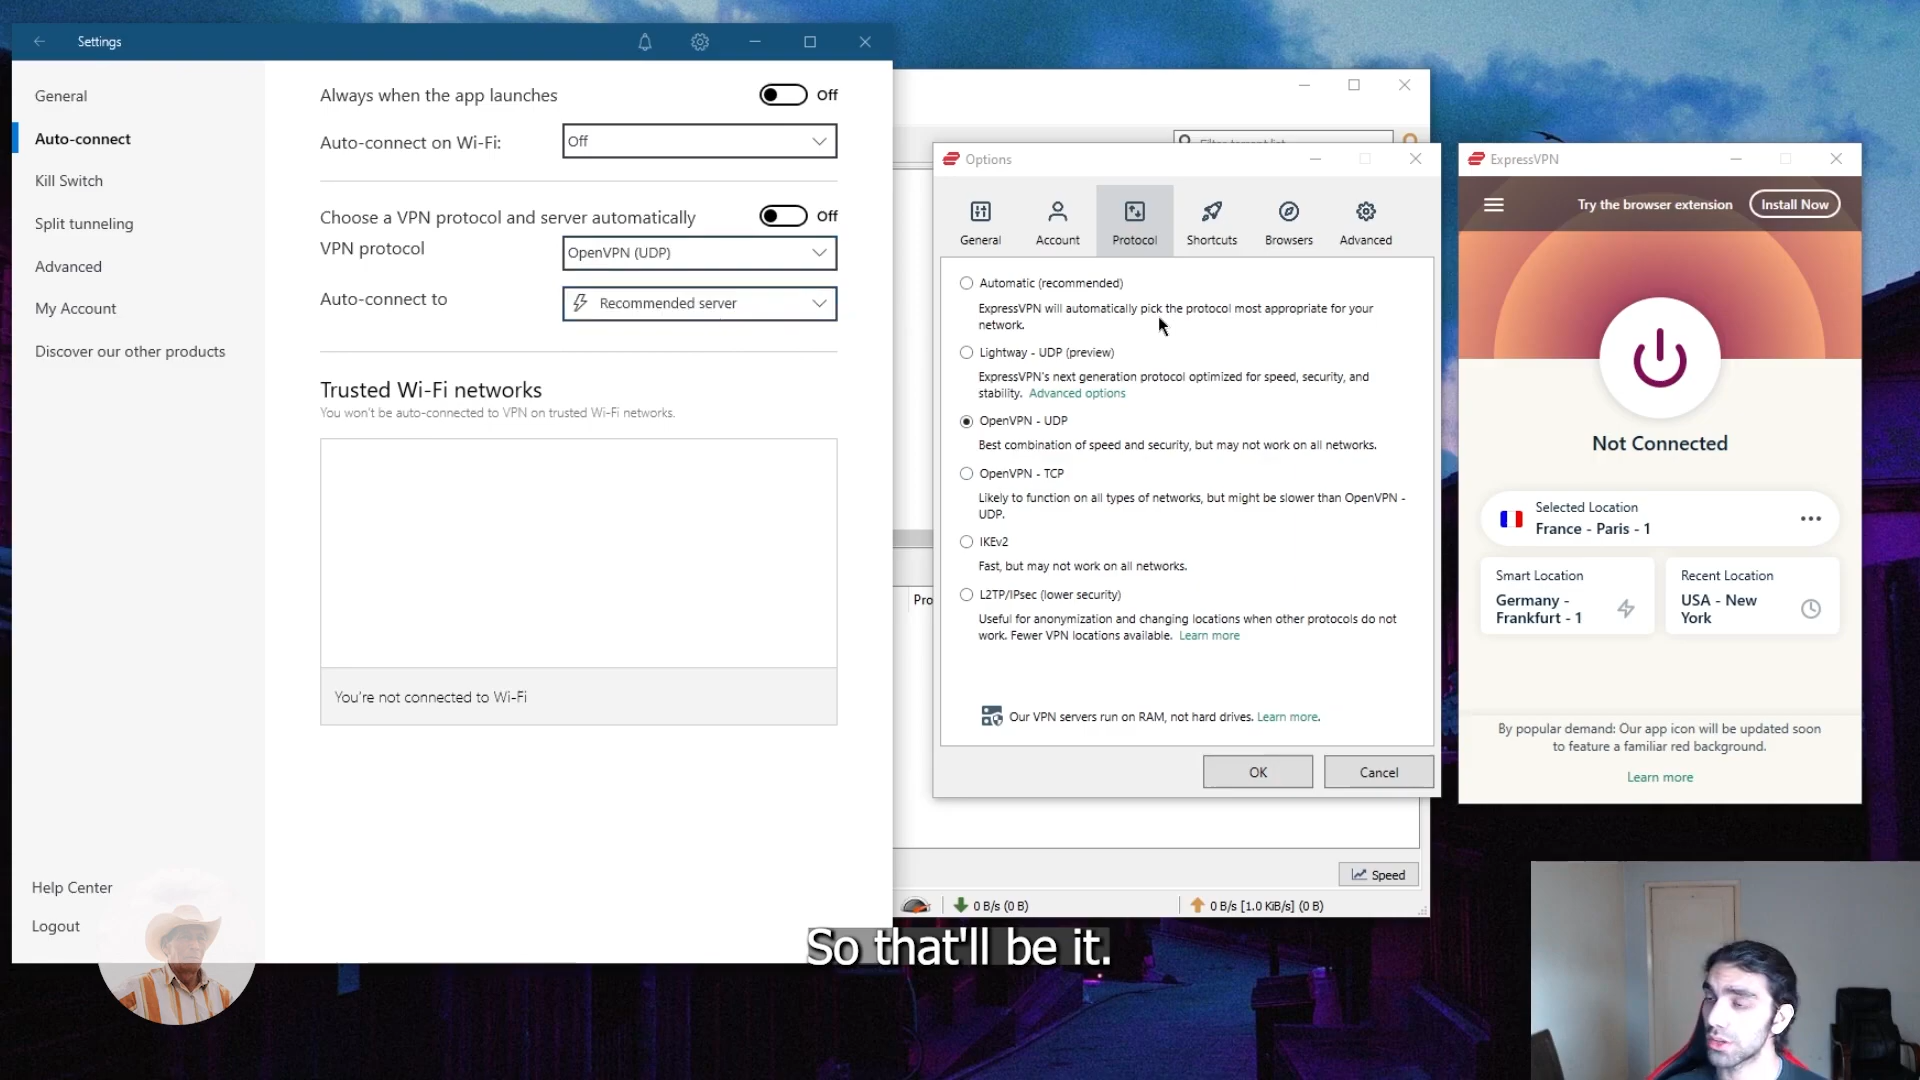 Settings
General
Auto-connect
Kill Switch
Split tunneling
Advanced
My Account
Discover our other products
Help Center
Logout
Always when the app launches
Off
Auto-connect on Wi-Fi:
Off
Choose a VPN protocol and server automatically
Off
VPN protocol
OpenVPN (UDP)
Auto-connect to
Recommended server
Trusted Wi-Fi networks
You won't be auto-connected to VPN on trusted Wi-Fi networks.
You're not connected to Wi-Fi
Pro
Speed
0 B/s (0 B)
0 B/s [1.0 KiB/s] (0 B)
Options
General
Account
Protocol
Shortcuts
Browsers
Advanced
Automatic (recommended)
ExpressVPN will automatically pick the protocol most appropriate for your
network.
Lightway - UDP (preview)
ExpressVPN's next generation protocol optimized for speed, security, and
stability. Advanced options
OpenVPN - UDP
Best combination of speed and security, but may not work on all networks.
OpenVPN - TCP
Likely to function on all types of networks, but might be slower than OpenVPN -
UDP.
IKEv2
Fast, but may not work on all networks.
L2TP/IPsec (lower security)
Useful for anonymization and changing locations when other protocols do not
work. Fewer VPN locations available. Learn more
Our VPN servers run on RAM, not hard drives. Learn more.
OK
Cancel
ExpressVPN
Try the browser extension
Install Now
Not Connected
Selected Location
France - Paris - 1
Smart Location
Germany -
Frankfurt - 1
Recent Location
USA - New
York
By popular demand: Our app icon will be updated soon
to feature a familiar red background.
Learn more
So that'll be it.